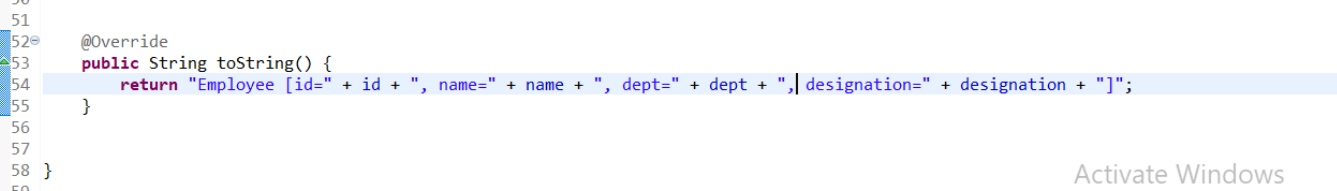 51
52 @Override
53 public String toString() {
54 return "Employee [id=" + id + ", name=" + name + ", dept=" + dept + ", designation=" + designation + "]";
55 }
56
57
58 }
Activate Windows